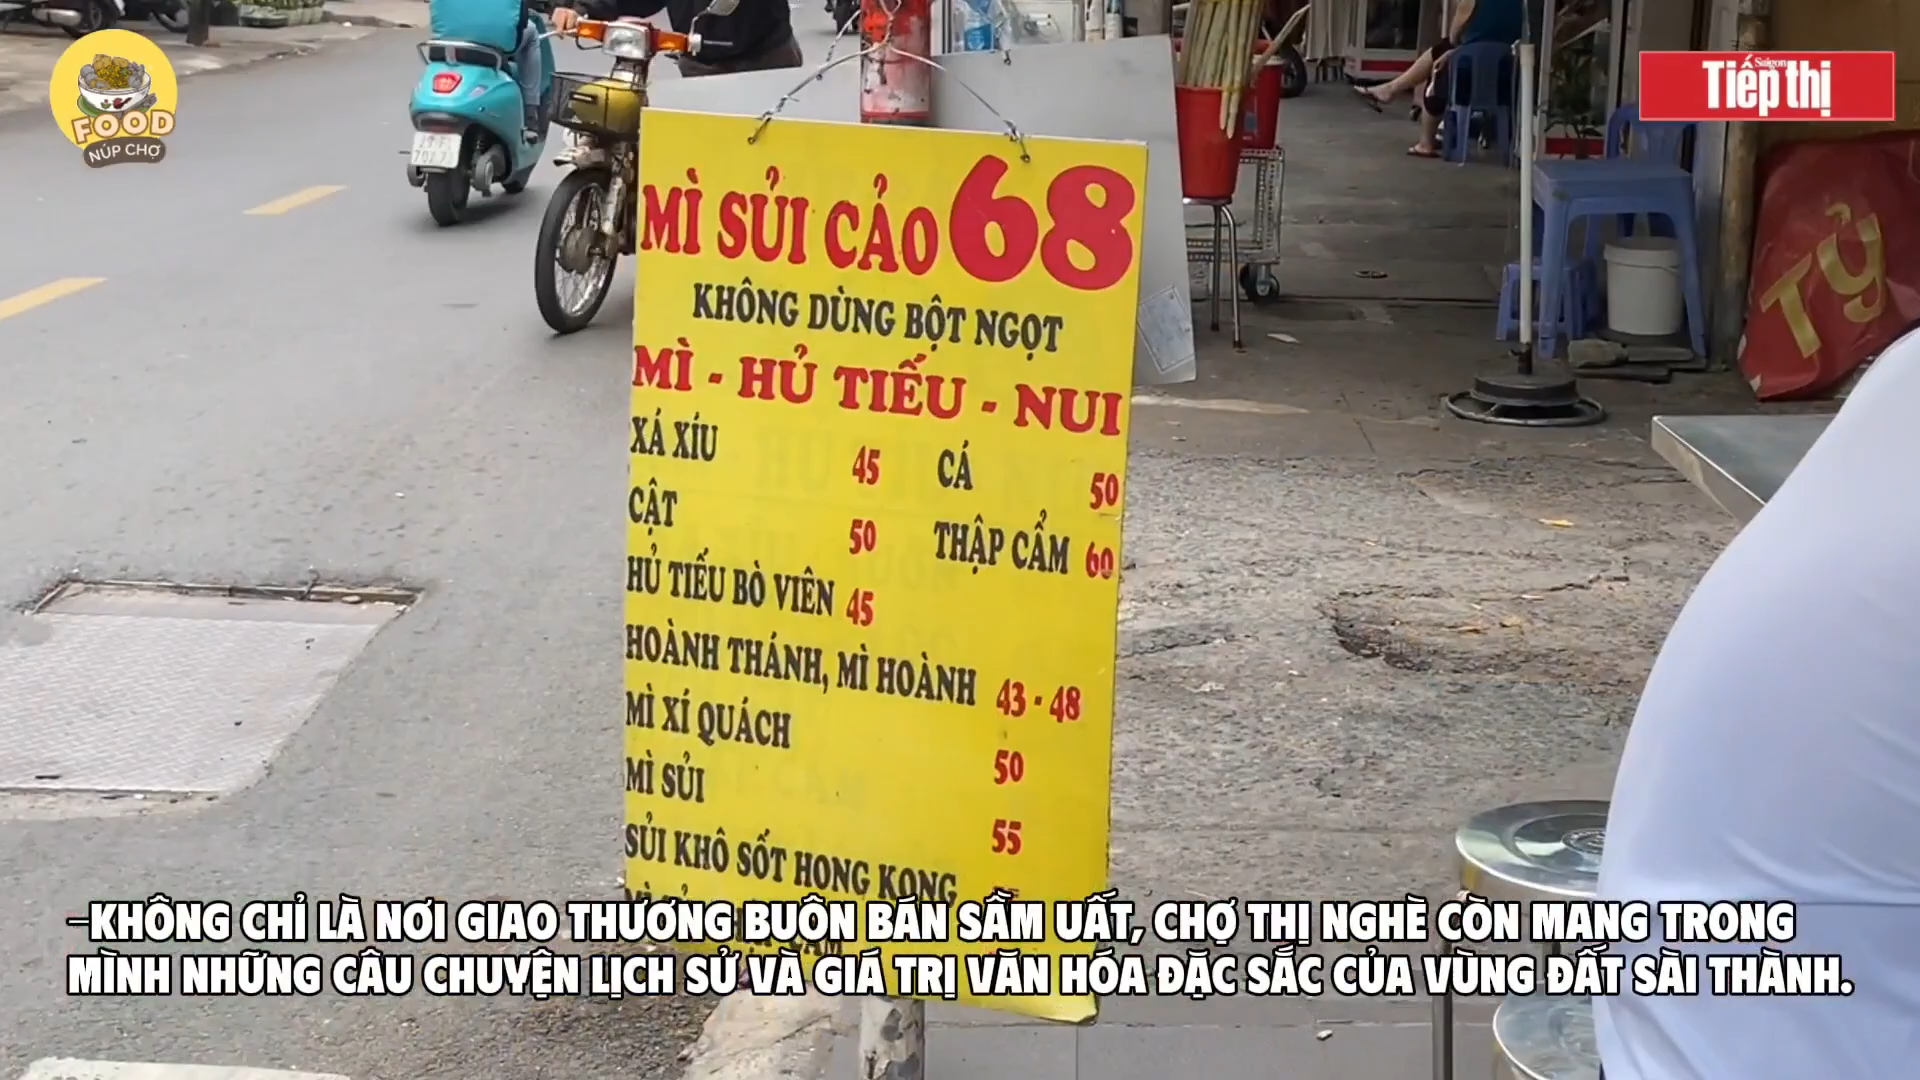 FOOD
NÚP CHỢ
Saigon
Tiếp thị
29-F1
MÌ SỦI CẢO 68
KHÔNG DÙNG BỘT NGỌT
MÌ - HỦ TIẾU - NUI
XÁ XÍU 45 CÁ 50
CẬT 50 THẬP CẨM 60
HỦ TIẾU BÒ VIÊN 45
HOÀNH THÁNH, MÌ HOÀNH 43 - 48
MÌ XÍ QUÁCH 50
MÌ SỦI 55
SỦI KHÔ SỐT HONG KONG
TỶ
–KHÔNG CHỈ LÀ NƠI GIAO THƯƠNG BUÔN BÁN SẦM UẤT, CHỢ THỊ NGHÈ CÒN MANG TRONG
MÌNH NHỮNG CÂU CHUYỆN LỊCH SỬ VÀ GIÁ TRỊ VĂN HÓA ĐẶC SẮC CỦA VÙNG ĐẤT SÀI THÀNH.